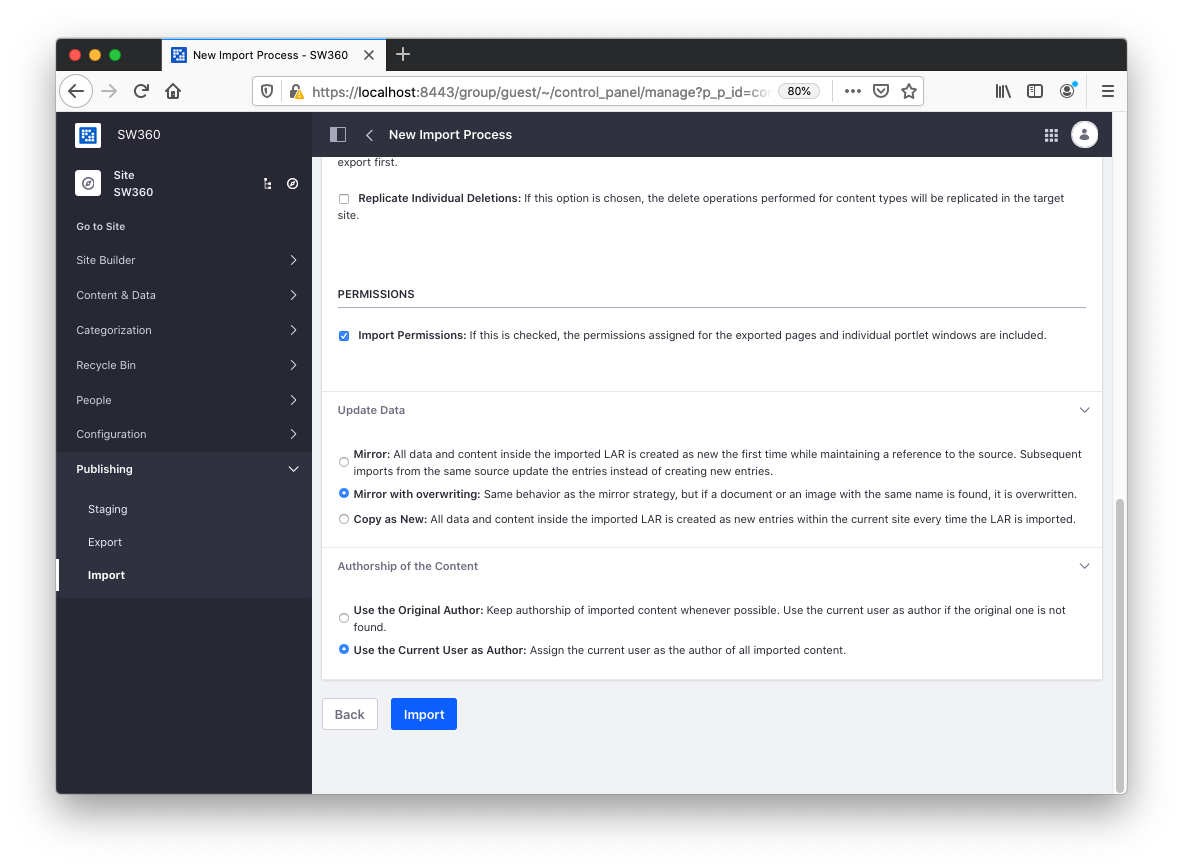 New Import Process - SW360
https://localhost:8443/group/guest/~/control_panel/manage?p_p_id=co
80%
SW360
New Import Process
Site
SW360
Go to Site
Site Builder
Content & Data
Categorization
Recycle Bin
People
Configuration
Publishing
Staging
Export
Import
export first.
Replicate Individual Deletions: If this option is chosen, the delete operations performed for content types will be replicated in the target
site.
PERMISSIONS
Import Permissions: If this is checked, the permissions assigned for the exported pages and individual portlet windows are included.
Update Data
Mirror: All data and content inside the imported LAR is created as new the first time while maintaining a reference to the source. Subsequent
imports from the same source update the entries instead of creating new entries.
Mirror with overwriting: Same behavior as the mirror strategy, but if a document or an image with the same name is found, it is overwritten.
Copy as New: All data and content inside the imported LAR is created as new entries within the current site every time the LAR is imported.
Authorship of the Content
Use the Original Author: Keep authorship of imported content whenever possible. Use the current user as author if the original one is not
found.
Use the Current User as Author: Assign the current user as the author of all imported content.
Back
Import